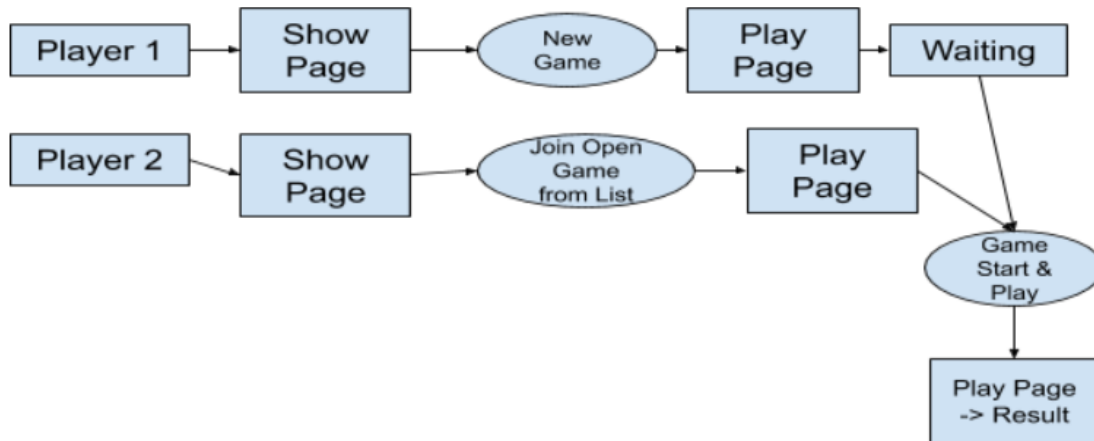 Player 1
Show
Page
New
Game
Play
Page
Waiting
Player 2
Show
Page
Join Open
Game
from List
Play
Page
Game
Start &
Play
Play Page
-> Result